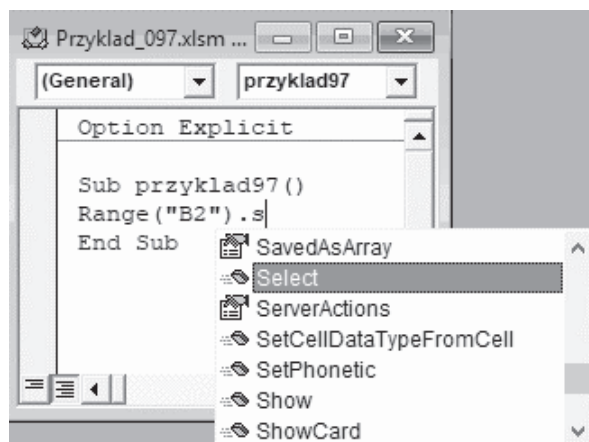 Przyklad_097.xlsm ...
(General) przyklad97
Option Explicit
Sub przyklad97()
Range("B2").s
End Sub
SavedAsArray
Select
ServerActions
SetCellDataTypeFromCell
SetPhonetic
Show
ShowCard